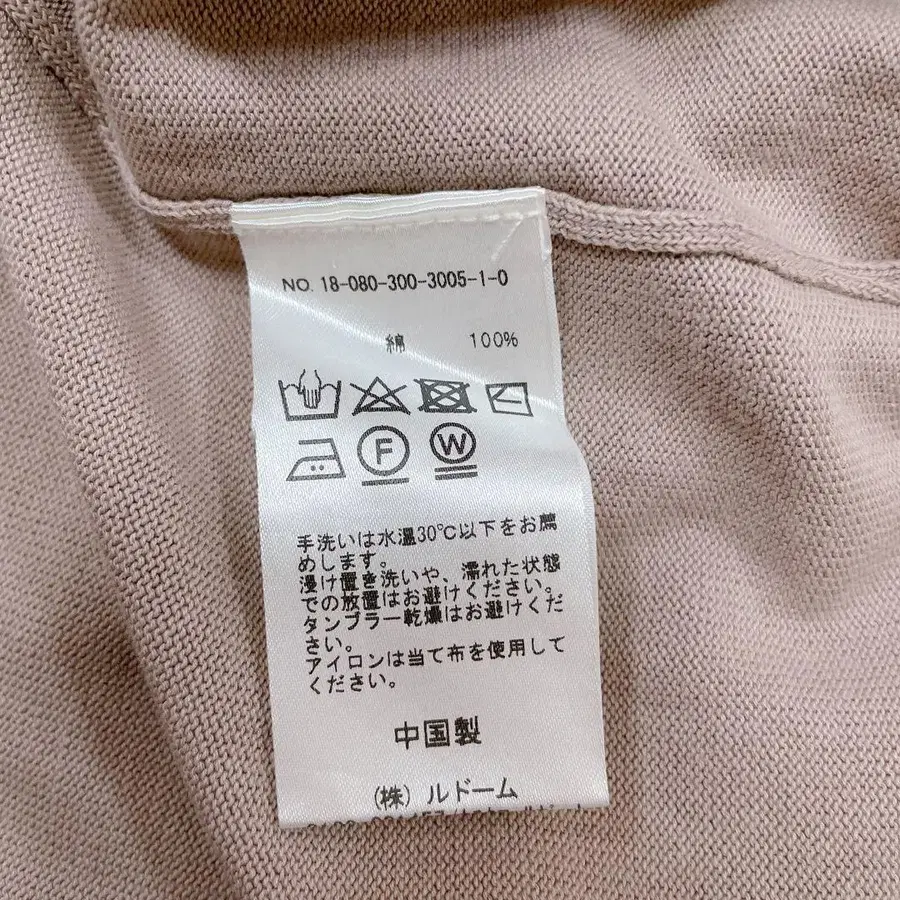 NO. 18-080-300-3005-1-0
綿 100%
F W
手洗いは水温30℃以下をお薦
めします。
浸け置き洗いや、濡れた状態
での放置はお避けください。
タンブラー乾燥はお避けくだ
さい。
アイロンは当て布を使用して
ください。
中国製
(株) ルドーム